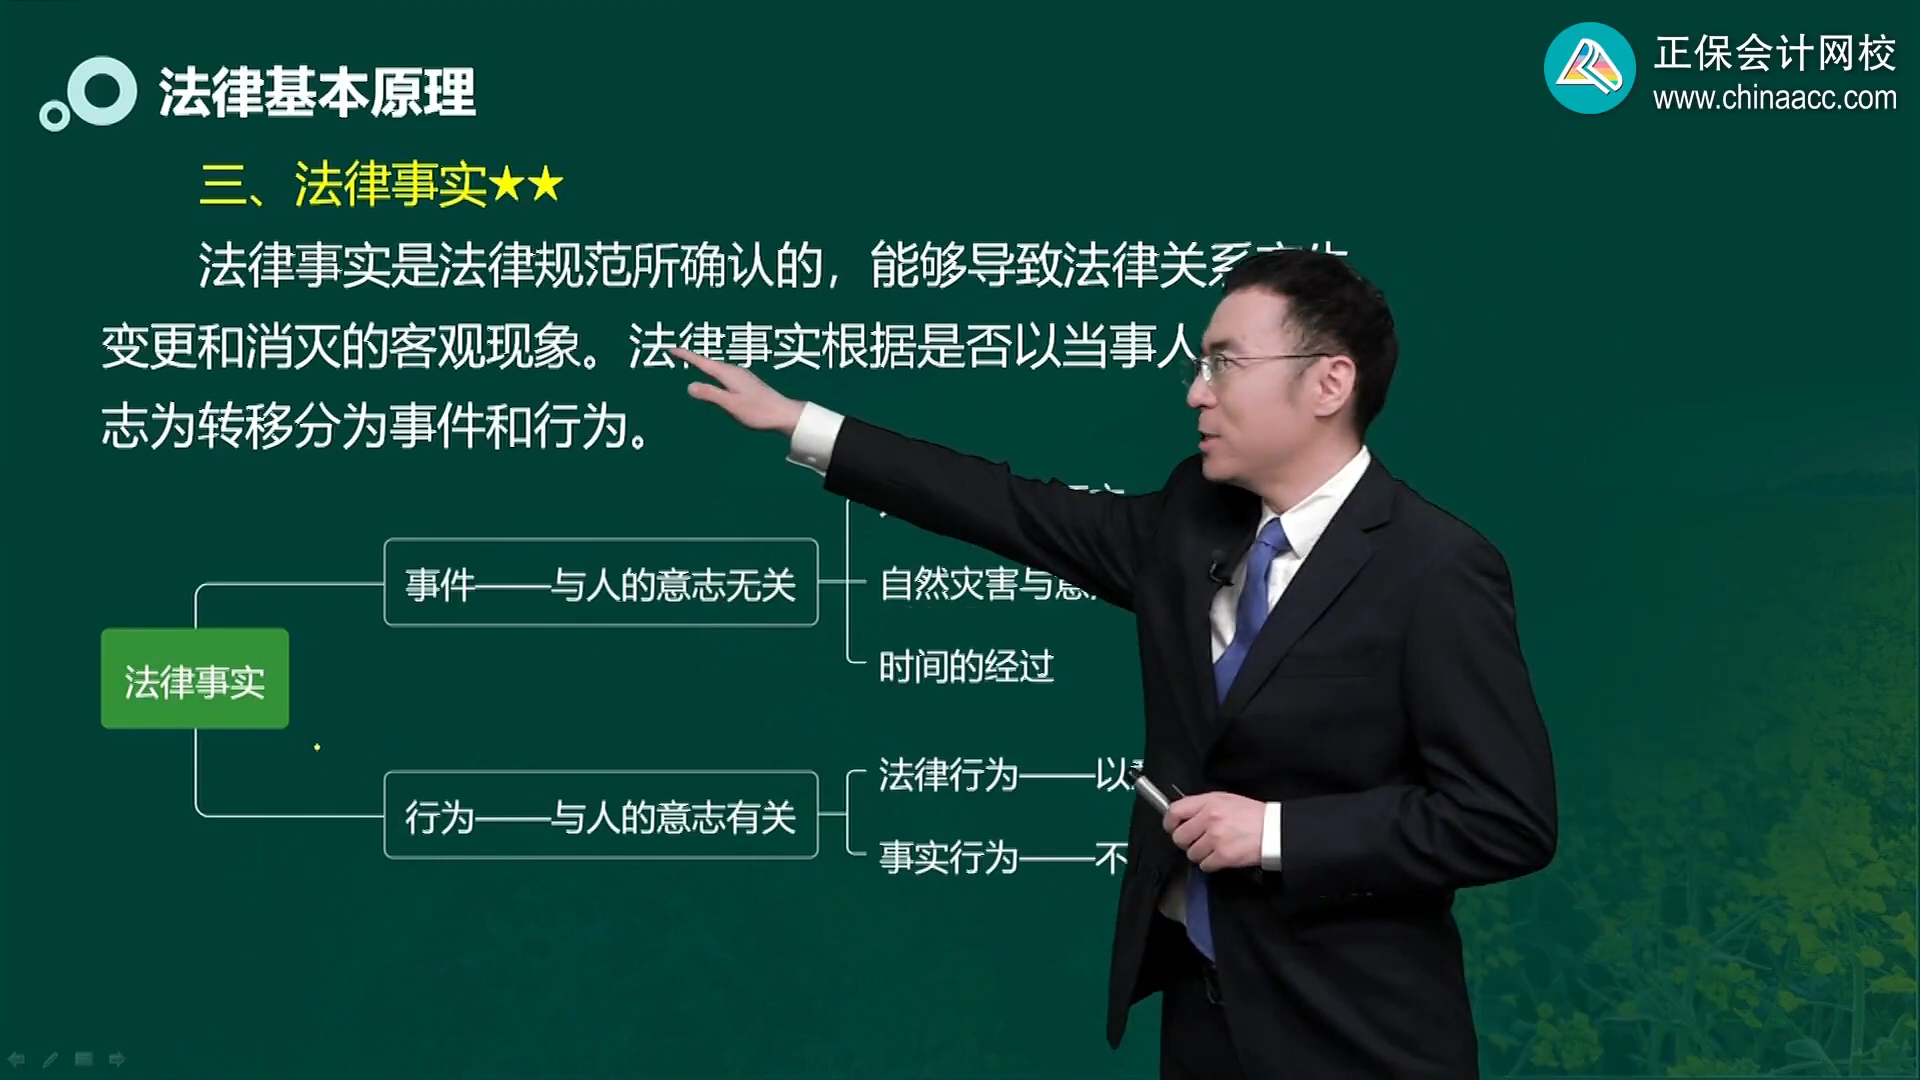 法律基本原理
正保会计网校
www.chinaacc.com
三、法律事实★★
法律事实是法律规范所确认的，能够导致法律关系产生
变更和消灭的客观现象。法律事实根据是否以当事人
志为转移分为事件和行为。
事件——与人的意志无关
自然灾害与意
时间的经过
法律事实
行为——与人的意志有关
法律行为——以
事实行为——不